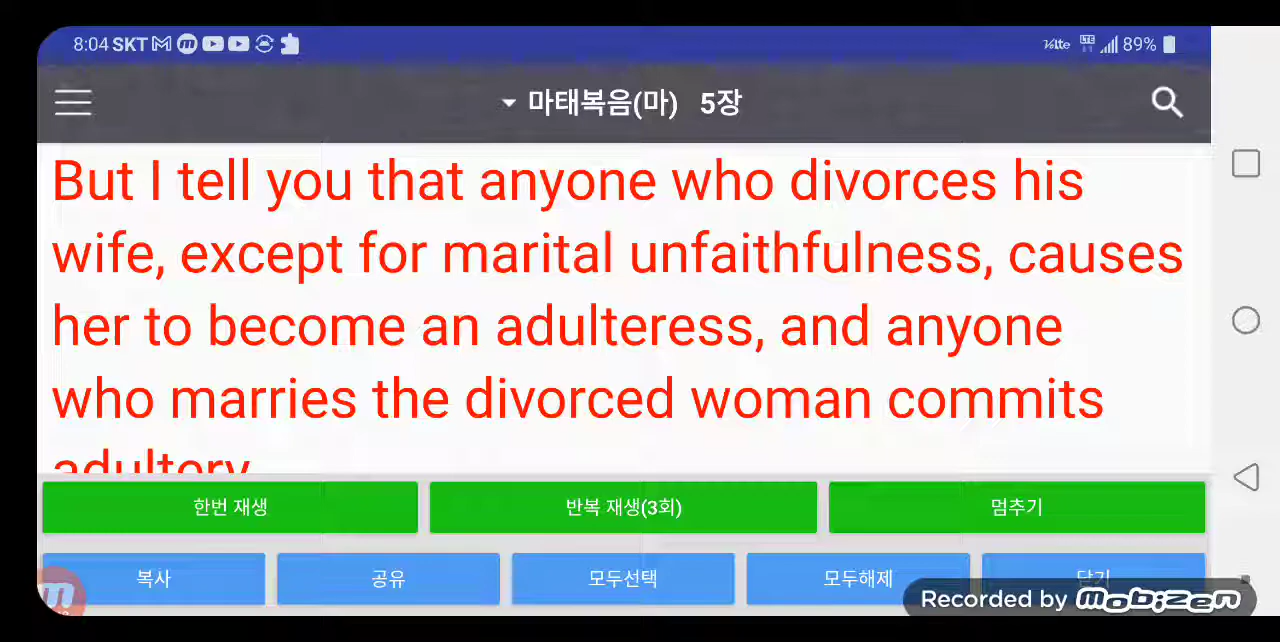 8:04 SKT
89%
마태복음(마) 5장
But I tell you that anyone who divorces his
wife, except for marital unfaithfulness, causes
her to become an adulteress, and anyone
who marries the divorced woman commits
adultery
한번 재생 반복 재생(3회) 멈추기
복사 공유 모두선택 모두해제 닫기
Recorded by mobizen